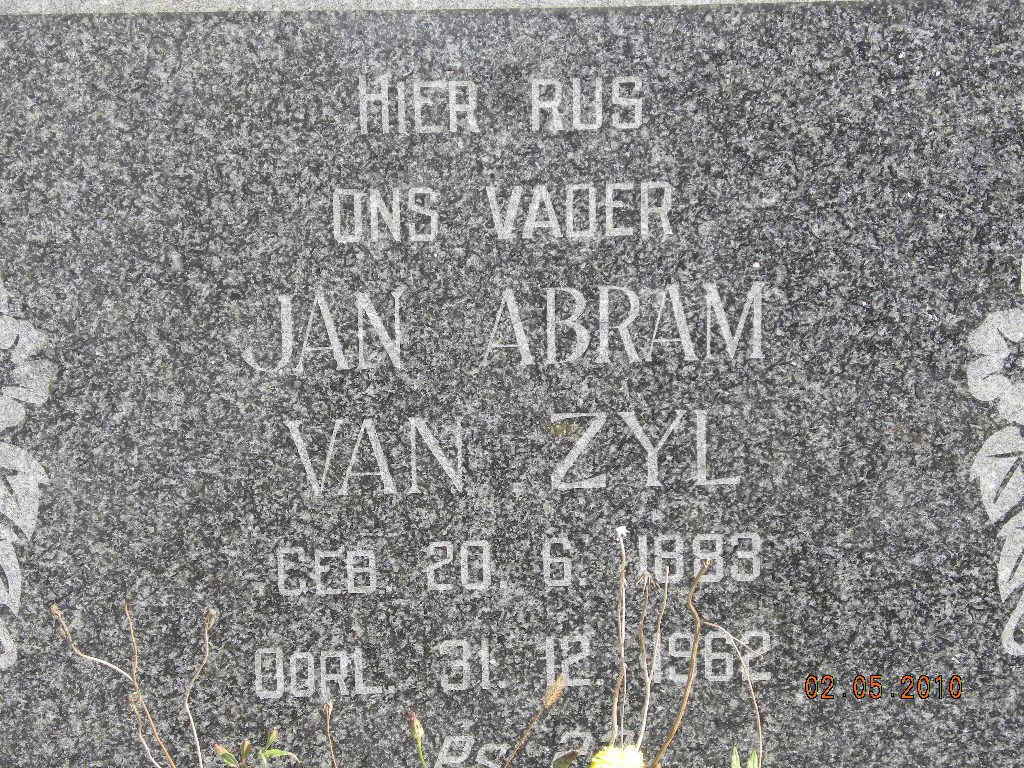 HIER RUS
ONS VADER
JAN ABRAM
VAN ZYL
GEB. 20. 6. 1883
OORL. 31. 12. 1962
02.05.2010
Ps.